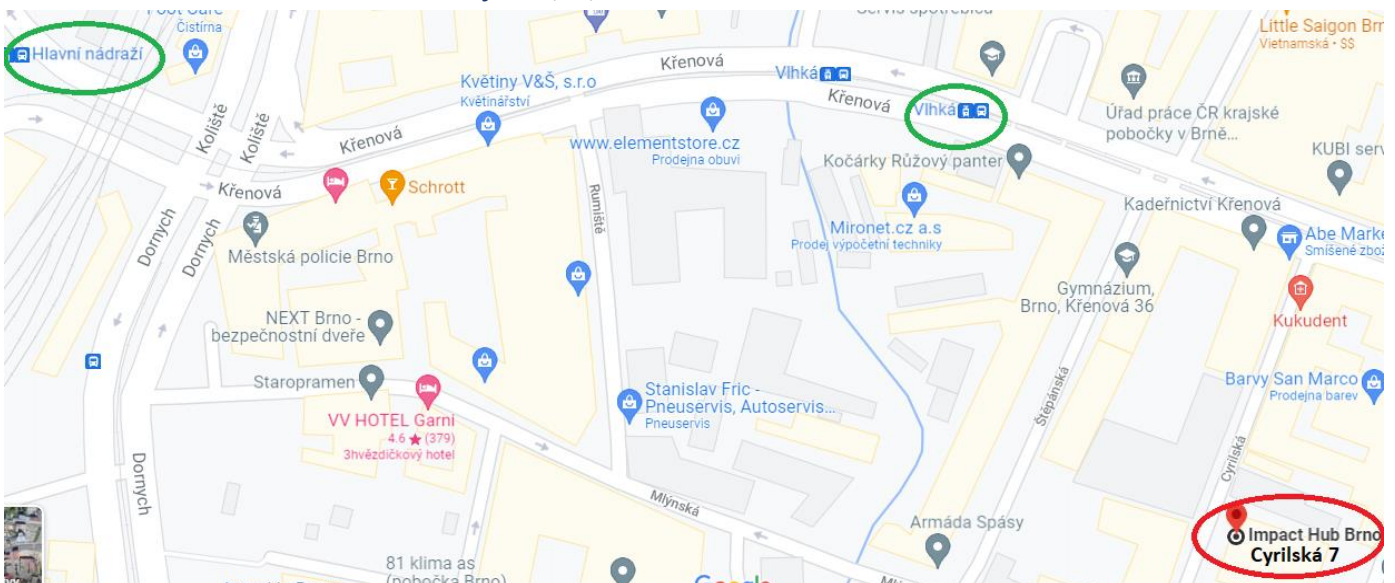 Čistírna
Hlavní nádraží
Little Saigon Brn
Vietnamská · $$
Křenová
Vlhká
Květiny V&Š, s.r.o
Květinářství
Křenová
Vlhká
Úřad práce ČR krajské
pobočky v Brně...
Koliště
Koliště
Křenová
www.elementstore.cz
Prodejna obuvi
Kočárky Růžový panter
KUBI serv
Křenová
Schrott
Rumiště
Mironet.cz a.s
Prodej výpočetní techniky
Kadeřnictví Křenová
Abe Marke
Smíšené zbož
Dornych
Dornych
Městská policie Brno
Gymnázium,
Brno, Křenová 36
Kukudent
NEXT Brno -
bezpečnostní dveře
Staropramen
Stanislav Fric -
Pneuservis, Autoservis...
Pneuservis
Štěpánská
Barvy San Marco
Prodejna barev
VV HOTEL Garni
4.6 ★ (379)
3hvězdičkový hotel
Cyrilská
Dornych
Mlýnská
Armáda Spásy
Impact Hub Brno
Cyrilská 7
81 klima as
(pobočka Brno)
Google